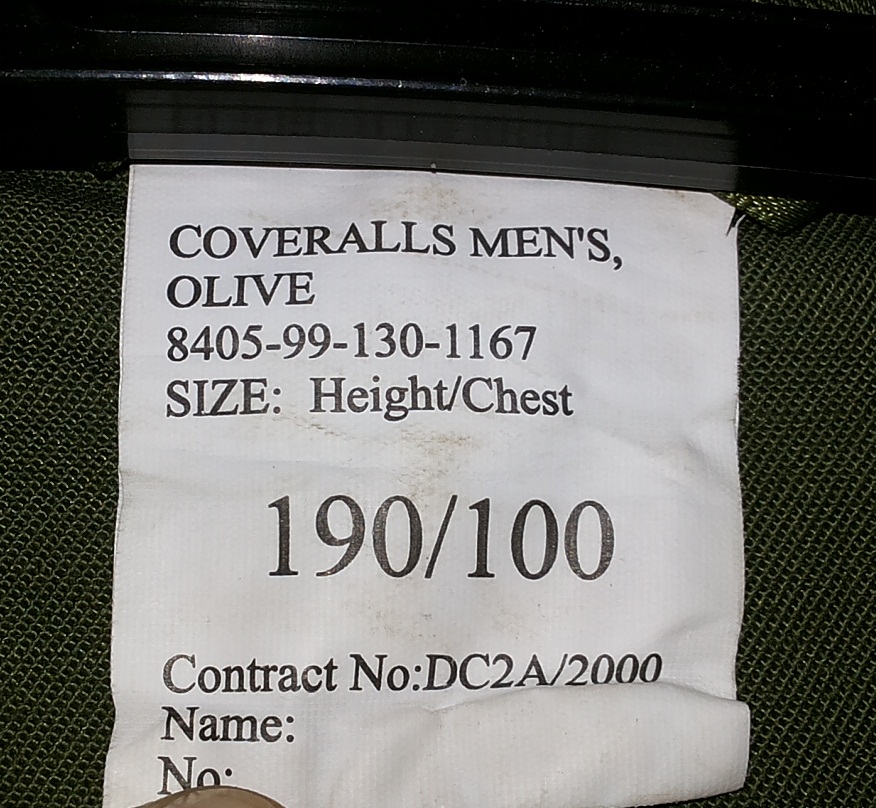 COVERALLS MEN'S,
OLIVE
8405-99-130-1167
SIZE: Height/Chest
190/100
Contract No:DC2A/2000
Name:
No: